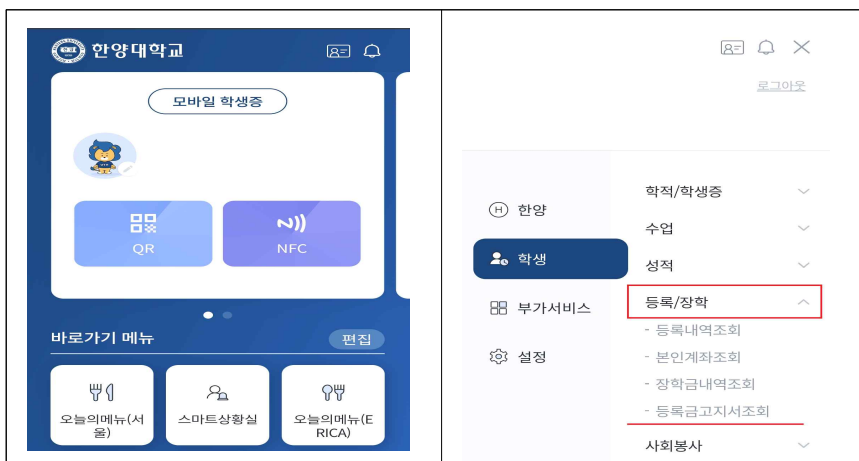 한양대학교
모바일 학생증
QR
NFC
바로가기 메뉴
편집
오늘의메뉴(서
울)
스마트상황실
오늘의메뉴(E
RICA)
로그아웃
H 한양
학생
부가서비스
설정
학적/학생증
수업
성적
등록/장학
- 등록내역조회
- 본인계좌조회
- 장학금내역조회
- 등록금고지서조회
사회봉사